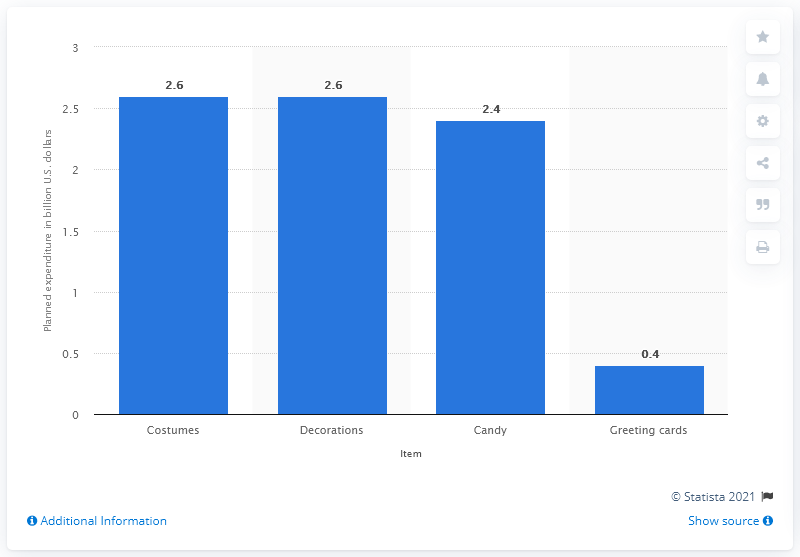 3
2.5
2
1.5
1
0.5
0
Planned expenditure in billion U.S. dollars
2.6
2.6
2.4
0.4
Costumes
Decorations
Candy
Greeting cards
Item
© Statista 2021
Additional Information
Show source